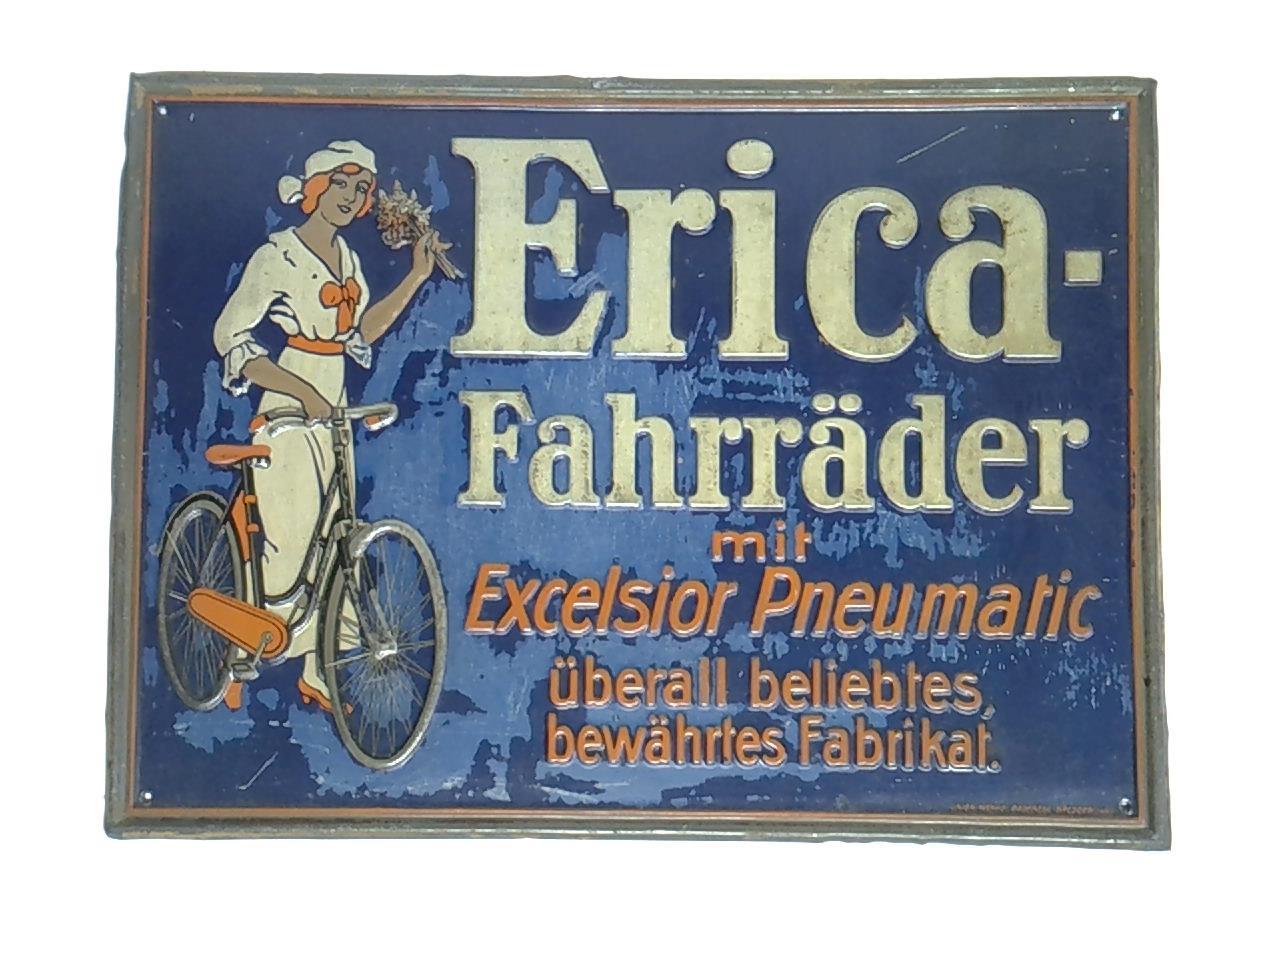 Erica-
Fahrräder
mit
Excelsior Pneumatic
überall beliebtes,
bewährtes Fabrikat.